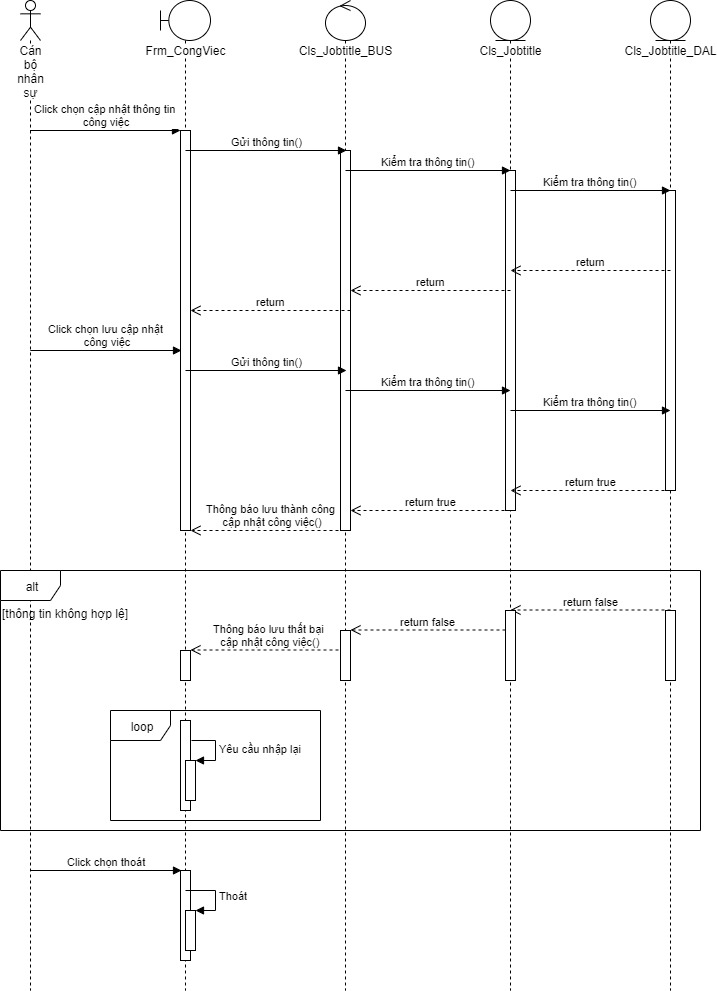 Cán
bộ
nhân
sự
Frm_CongViec
Cls_Jobtitle_BUS
Cls_Jobtitle
Cls_Jobtitle_DAL
Click chọn cập nhật thông tin
công việc
Gửi thông tin()
Kiểm tra thông tin()
Kiểm tra thông tin()
return
return
return
Click chọn lưu cập nhật
công việc
Gửi thông tin()
Kiểm tra thông tin()
Kiểm tra thông tin()
return true
return true
Thông báo lưu thành công
cập nhật công việc()
alt
[thông tin không hợp lệ]
return false
return false
Thông báo lưu thất bại
cập nhật công việc()
loop
Yêu cầu nhập lại
Click chọn thoát
Thoát